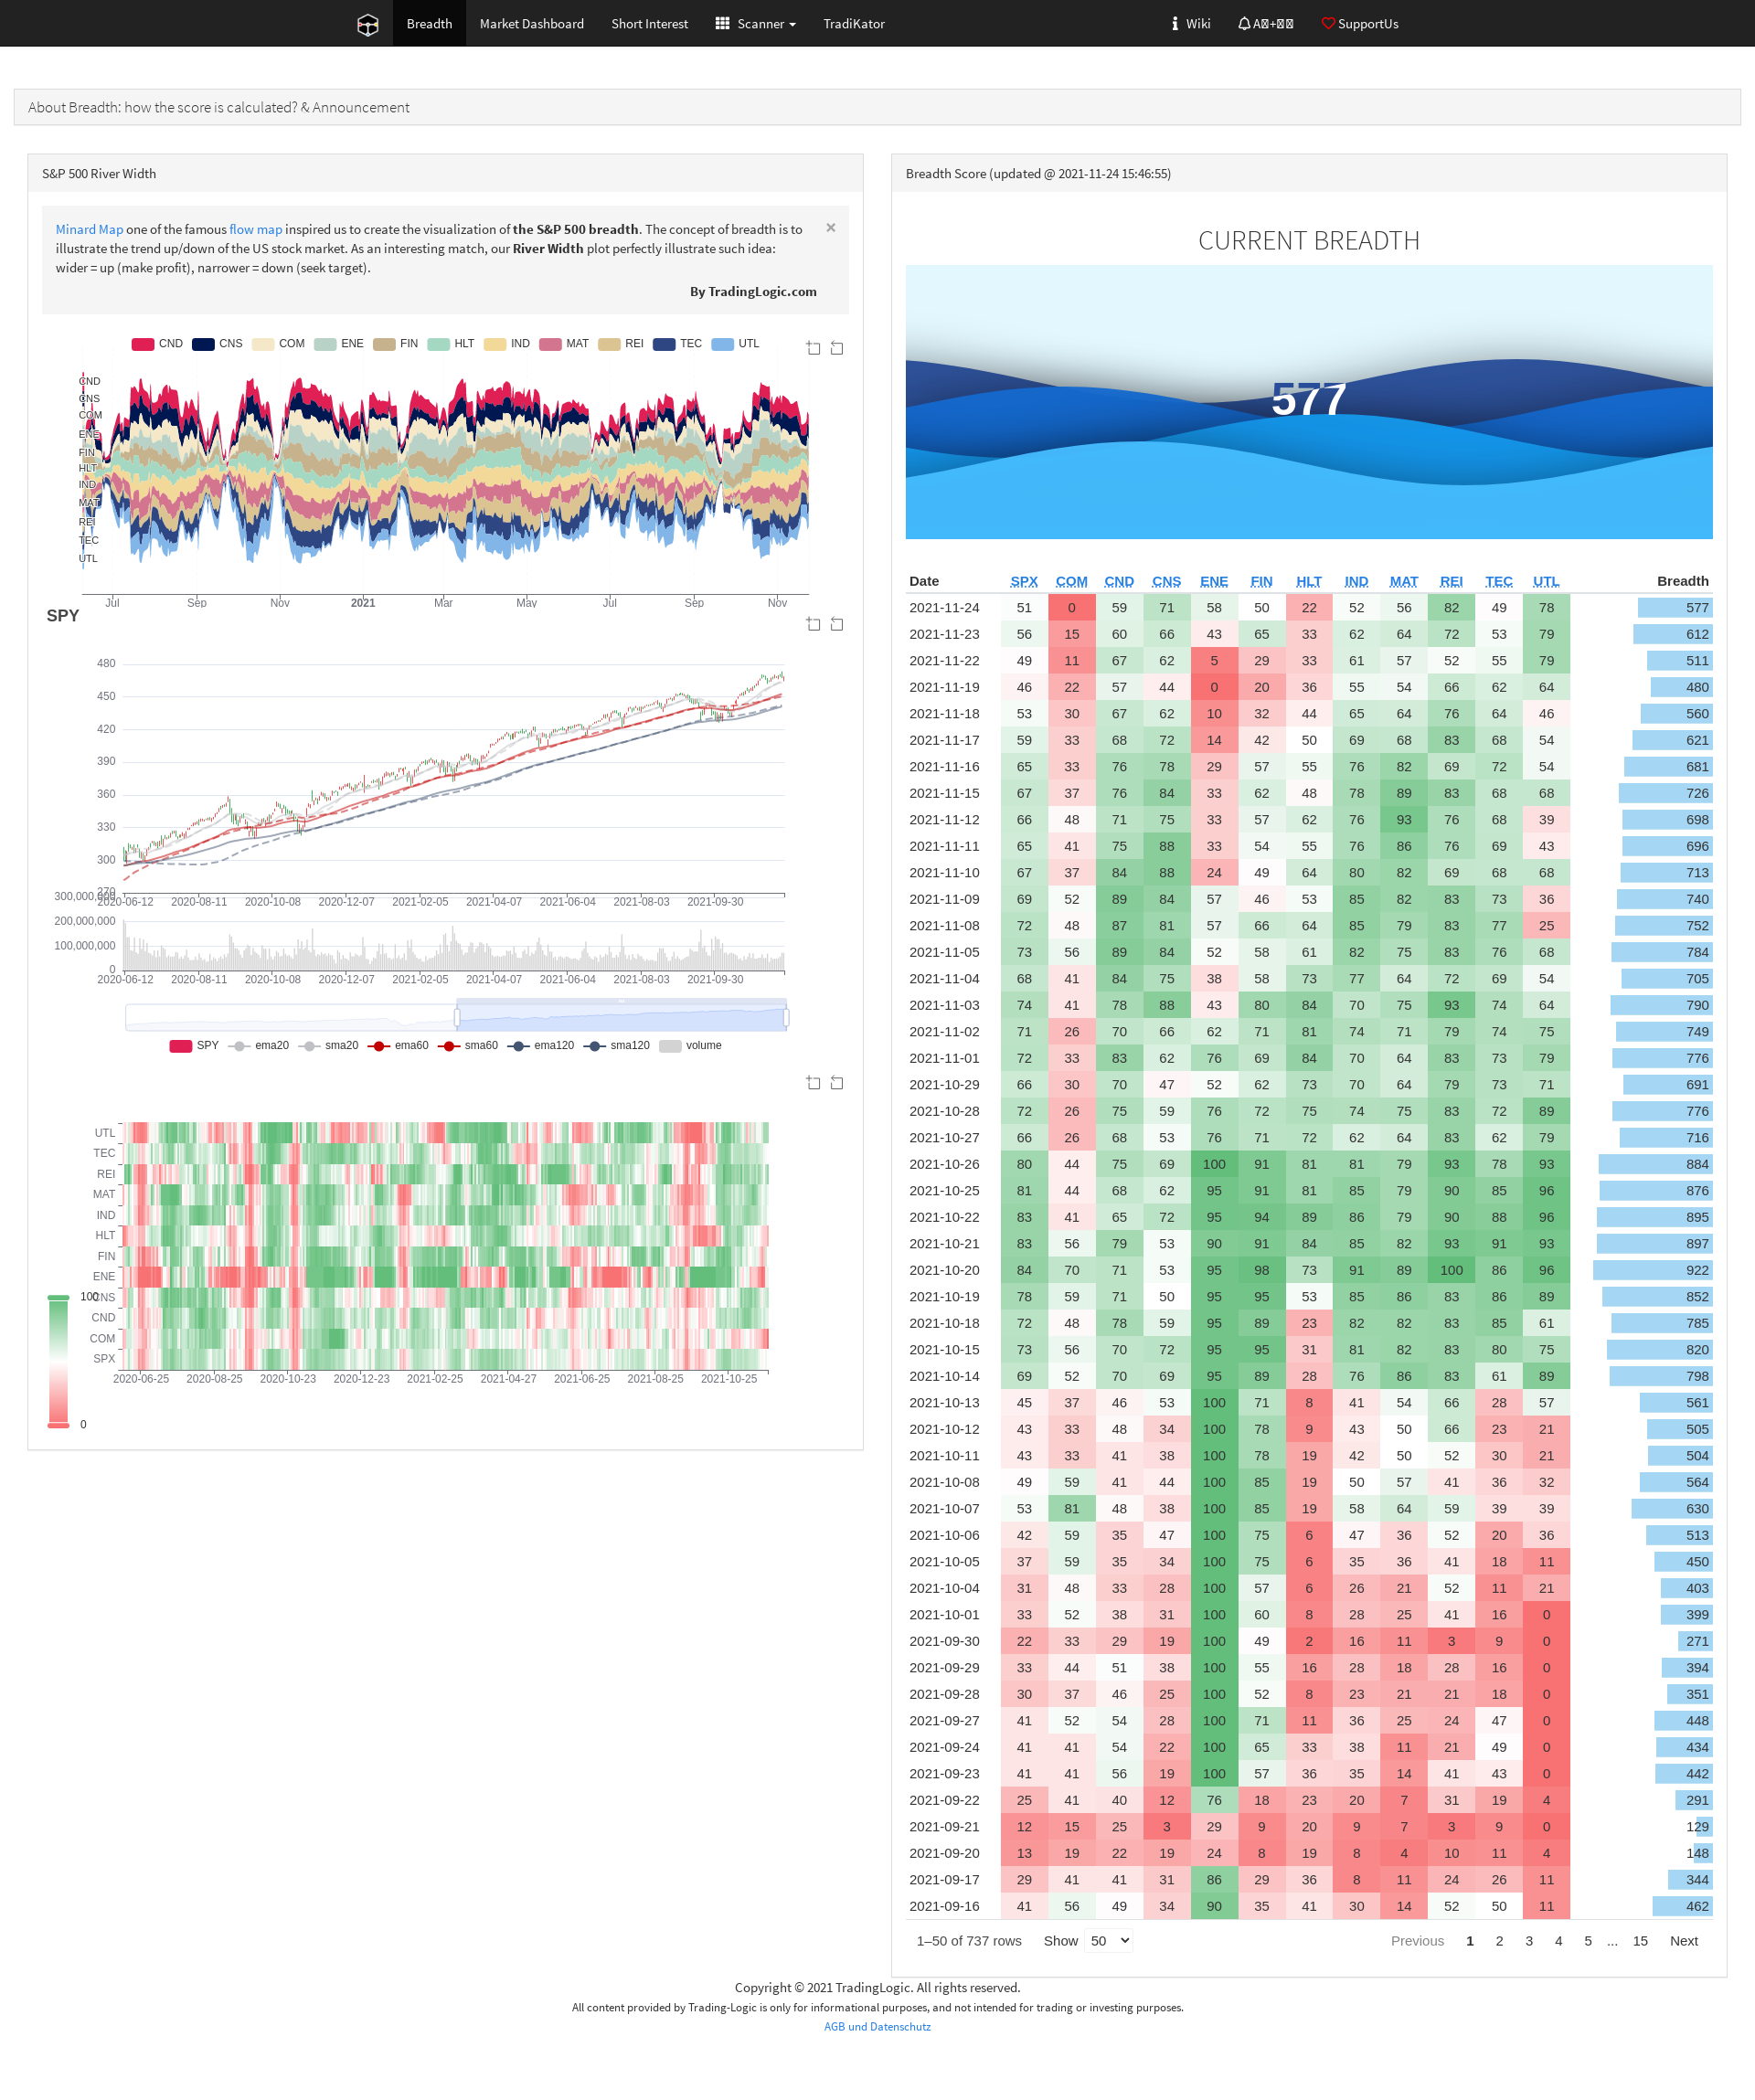 Breadth Market Dashboard Short Interest Scanner TradiKator Wiki SupportUs
About Breadth: how the score is calculated? & Announcement
S&P 500 River Width
Minard Map one of the famous flow map inspired us to create the visualization of the S&P 500 breadth. The concept of breadth is to
illustrate the trend up/down of the US stock market. As an interesting match, our River Width plot perfectly illustrate such idea:
wider = up (make profit), narrower = down (seek target).
×
By TradingLogic.com
CND CNS COM ENE FIN HLT IND MAT REI TEC UTL
CND
CNS
COM
ENE
FIN
HLT
IND
MAT
REI
TEC
UTL
Jul Sep Nov 2021 Mar May Jul Sep Nov
SPY
480
450
420
390
360
330
300
270
2020-06-12 2020-08-11 2020-10-08 2020-12-07 2021-02-05 2021-04-07 2021-06-04 2021-08-03 2021-09-30
300,000,000
200,000,000
100,000,000
0
2020-06-12 2020-08-11 2020-10-08 2020-12-07 2021-02-05 2021-04-07 2021-06-04 2021-08-03 2021-09-30
SPY ema20 sma20 ema60 sma60 ema120 sma120 volume
UTL
TEC
REI
MAT
IND
HLT
FIN
ENE
CNS
CND
COM
SPX
2020-06-25 2020-08-25 2020-10-23 2020-12-23 2021-02-25 2021-04-27 2021-06-25 2021-08-25 2021-10-25
100
0
Breadth Score (updated @ 2021-11-24 15:46:55)
CURRENT BREADTH
577
Date SPX COM CND CNS ENE FIN HLT IND MAT REI TEC UTL Breadth
2021-11-24 51 0 59 71 58 50 22 52 56 82 49 78 577
2021-11-23 56 15 60 66 43 65 33 62 64 72 53 79 612
2021-11-22 49 11 67 62 5 29 33 61 57 52 55 79 511
2021-11-19 46 22 57 44 0 20 36 55 54 66 62 64 480
2021-11-18 53 30 67 62 10 32 44 65 64 76 64 46 560
2021-11-17 59 33 68 72 14 42 50 69 68 83 68 54 621
2021-11-16 65 33 76 78 29 57 55 76 82 69 72 54 681
2021-11-15 67 37 76 84 33 62 48 78 89 83 68 68 726
2021-11-12 66 48 71 75 33 57 62 76 93 76 68 39 698
2021-11-11 65 41 75 88 33 54 55 76 86 76 69 43 696
2021-11-10 67 37 84 88 24 49 64 80 82 69 68 68 713
2021-11-09 69 52 89 84 57 46 53 85 82 83 73 36 740
2021-11-08 72 48 87 81 57 66 64 85 79 83 77 25 752
2021-11-05 73 56 89 84 52 58 61 82 75 83 76 68 784
2021-11-04 68 41 84 75 38 58 73 77 64 72 69 54 705
2021-11-03 74 41 78 88 43 80 84 70 75 93 74 64 790
2021-11-02 71 26 70 66 62 71 81 74 71 79 74 75 749
2021-11-01 72 33 83 62 76 69 84 70 64 83 73 79 776
2021-10-29 66 30 70 47 52 62 73 70 64 79 73 71 691
2021-10-28 72 26 75 59 76 72 75 74 75 83 72 89 776
2021-10-27 66 26 68 53 76 71 72 62 64 83 62 79 716
2021-10-26 80 44 75 69 100 91 81 81 79 93 78 93 884
2021-10-25 81 44 68 62 95 91 81 85 79 90 85 96 876
2021-10-22 83 41 65 72 95 94 89 86 79 90 88 96 895
2021-10-21 83 56 79 53 90 91 84 85 82 93 91 93 897
2021-10-20 84 70 71 53 95 98 73 91 89 100 86 96 922
2021-10-19 78 59 71 50 95 95 53 85 86 83 86 89 852
2021-10-18 72 48 78 59 95 89 23 82 82 83 85 61 785
2021-10-15 73 56 70 72 95 95 31 81 82 83 80 75 820
2021-10-14 69 52 70 69 95 89 28 76 86 83 61 89 798
2021-10-13 45 37 46 53 100 71 8 41 54 66 28 57 561
2021-10-12 43 33 48 34 100 78 9 43 50 66 23 21 505
2021-10-11 43 33 41 38 100 78 19 42 50 52 30 21 504
2021-10-08 49 59 41 44 100 85 19 50 57 41 36 32 564
2021-10-07 53 81 48 38 100 85 19 58 64 59 39 39 630
2021-10-06 42 59 35 47 100 75 6 47 36 52 20 36 513
2021-10-05 37 59 35 34 100 75 6 35 36 41 18 11 450
2021-10-04 31 48 33 28 100 57 6 26 21 52 11 21 403
2021-10-01 33 52 38 31 100 60 8 28 25 41 16 0 399
2021-09-30 22 33 29 19 100 49 2 16 11 3 9 0 271
2021-09-29 33 44 51 38 100 55 16 28 18 28 16 0 394
2021-09-28 30 37 46 25 100 52 8 23 21 21 18 0 351
2021-09-27 41 52 54 28 100 71 11 36 25 24 47 0 448
2021-09-24 41 41 54 22 100 65 33 38 11 21 49 0 434
2021-09-23 41 41 56 19 100 57 36 35 14 41 43 0 442
2021-09-22 25 41 40 12 76 18 23 20 7 31 19 4 291
2021-09-21 12 15 25 3 29 9 20 9 7 3 9 0 129
2021-09-20 13 19 22 19 24 8 19 8 4 10 11 4 148
2021-09-17 29 41 41 31 86 29 36 8 11 24 26 11 344
2021-09-16 41 56 49 34 90 35 41 30 14 52 50 11 462
1–50 of 737 rows Show 50 Previous 1 2 3 4 5 ... 15 Next
Copyright © 2021 TradingLogic. All rights reserved.
All content provided by Trading-Logic is only for informational purposes, and not intended for trading or investing purposes.
AGB und Datenschutz